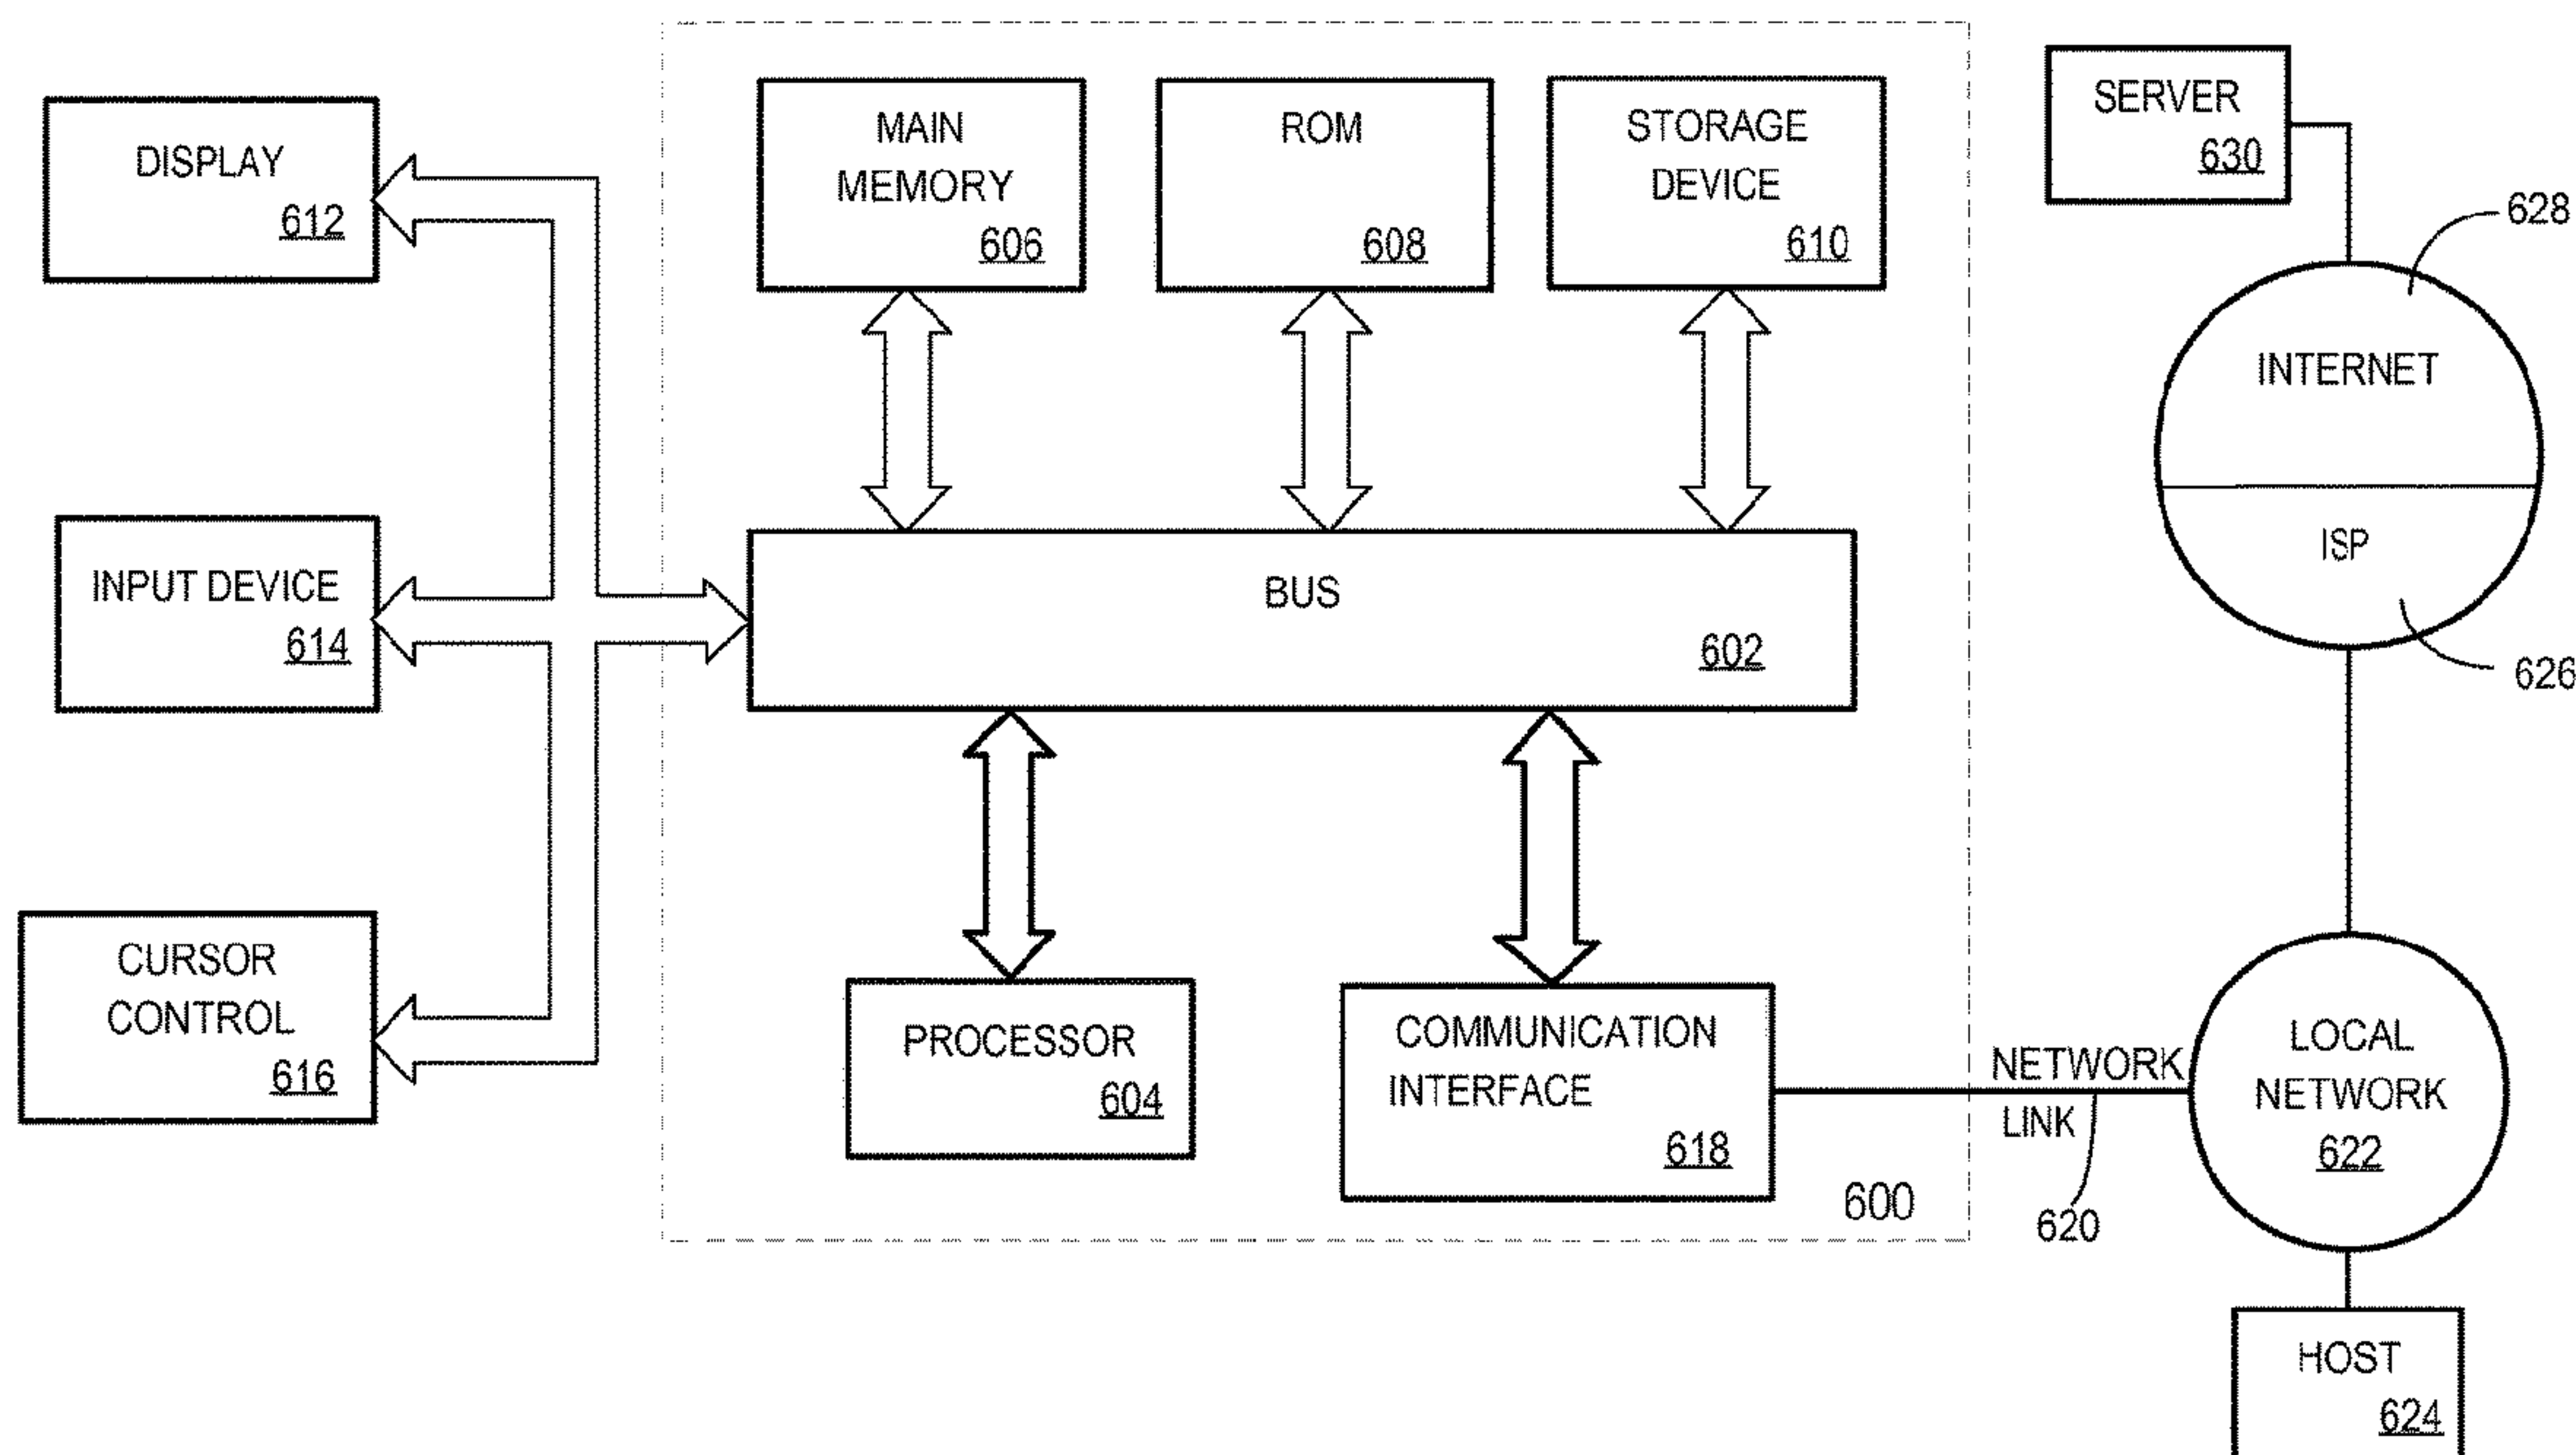 DISPLAY
612
INPUT DEVICE
614
CURSOR
CONTROL
616
MAIN
MEMORY
606
ROM
608
STORAGE
DEVICE
610
BUS
602
PROCESSOR
604
COMMUNICATION
INTERFACE
618
600
SERVER
630
628
INTERNET
ISP
626
NETWORK
LINK
620
LOCAL
NETWORK
622
HOST
624